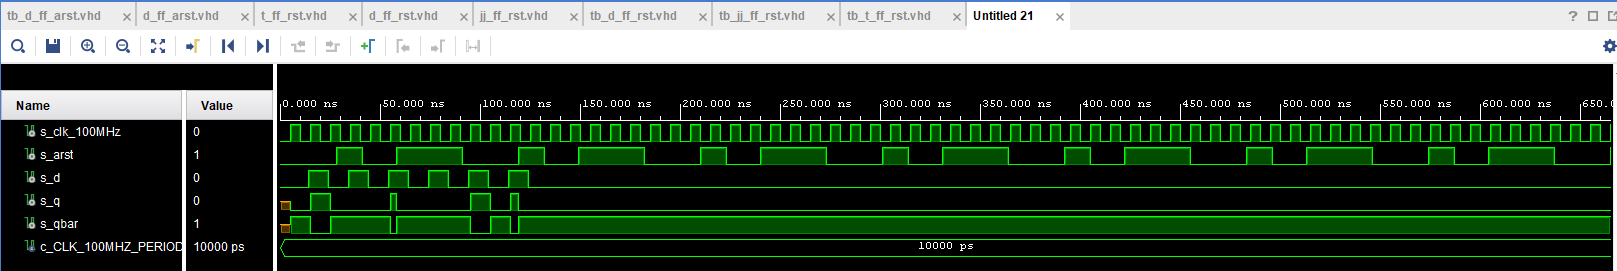 tb_d_ff_arst.vhd × d_ff_arst.vhd × t_ff_rst.vhd × d_ff_rst.vhd × jj_ff_rst.vhd × tb_d_ff_rst.vhd × tb_jj_ff_rst.vhd × tb_t_ff_rst.vhd × Untitled 21 × ?
0.000 ns 50.000 ns 100.000 ns 150.000 ns 200.000 ns 250.000 ns 300.000 ns 350.000 ns 400.000 ns 450.000 ns 500.000 ns 550.000 ns 600.000 ns 650.
Name Value
s_clk_100MHz 0
s_arst 1
s_d 0
s_q 0
s_qbar 1
c_CLK_100MHZ_PERIOD 10000 ps 10000 ps